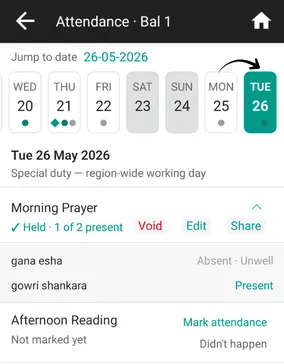 Attendance · Bal 1
Jump to date 26-05-2026
WED THU FRI SAT SUN MON TUE
20 21 22 23 24 25 26
Tue 26 May 2026
Special duty — region-wide working day
Morning Prayer
✓ Held · 1 of 2 present Void Edit Share
gana esha Absent · Unwell
gowri shankara Present
Afternoon Reading Mark attendance
Not marked yet Didn't happen